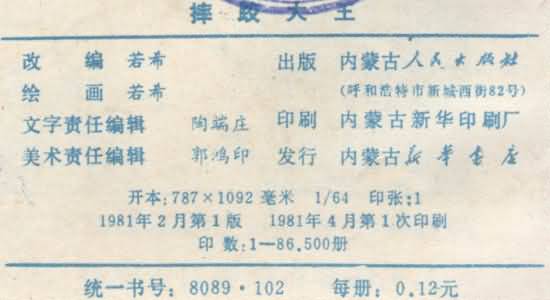 摔跤大王
改 编 若希 出版 内蒙古人民出版社
绘 画 若希 (呼和浩特市新城西街82号)
文字责任编辑 陶端庄 印刷 内蒙古新华印刷厂
美术责任编辑 郭鸿印 发行 内蒙古新华书店
开本:787×1092 毫米 1/64 印张:1
1981年2月第1版 1981年4月第1次印刷
印 数:1—86,500册
统一书号: 8089·102 每册: 0.12元